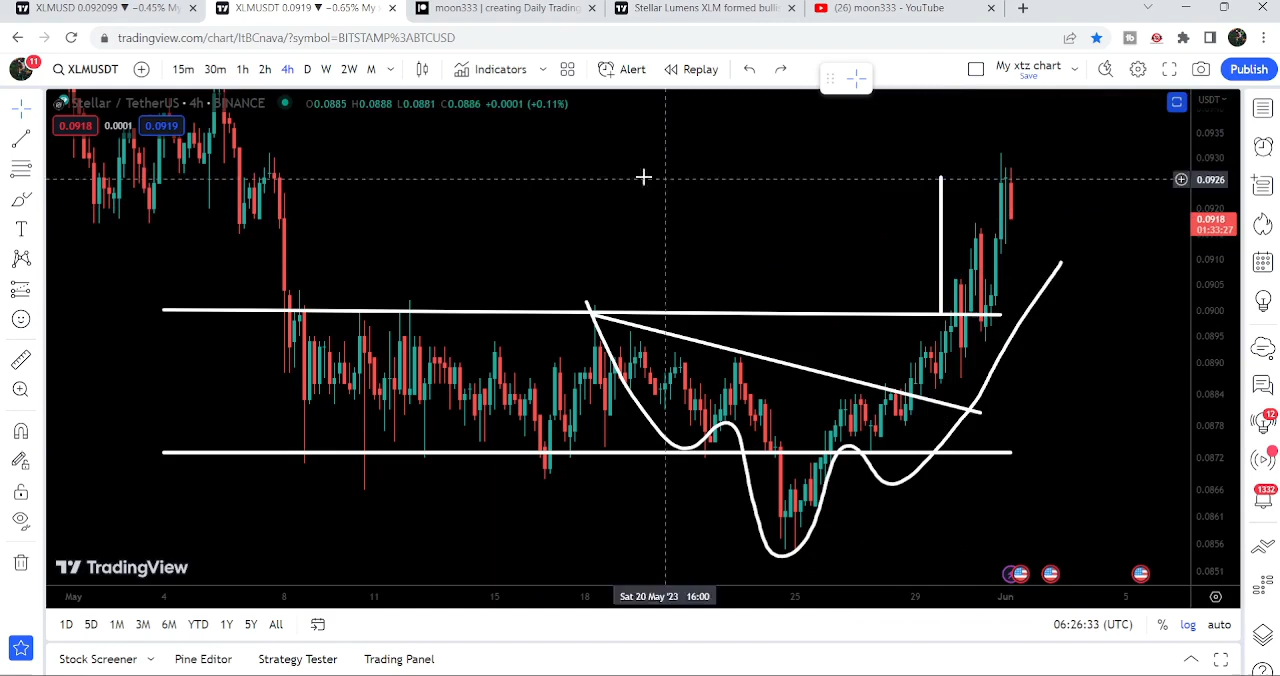 XLMUSD 0.092099 ▼ −0.45% My
XLMUSDT 0.0919 ▼ −0.65% My
moon333 | creating Daily Trading
Stellar Lumens XLM formed bulli
(26) moon333 - YouTube
tradingview.com/chart/ItBCnava/?symbol=BITSTAMP%3ABTCUSD
11
XLMUSDT
15m 30m 1h 2h 4h D W 2W M
Indicators
Alert
Replay
My xtz chart
Save
Publish
Stellar / TetherUS • 4h • BINANCE
O0.0885 H0.0888 L0.0881 C0.0886 +0.0001 (+0.11%)
USDT
0.0918 0.0001 0.0919
0.0935
0.0930
0.0926
0.0920
0.0918
01:33:27
0.0910
0.0905
0.0900
0.0895
0.0890
0.0884
0.0878
0.0872
0.0866
0.0861
0.0856
0.0851
12
1332
TradingView
May 4 8 11 15 18 Sat 20 May '23 16:00 25 29 Jun 5
1D 5D 1M 3M 6M YTD 1Y 5Y All
06:26:33 (UTC)
% log auto
Stock Screener
Pine Editor
Strategy Tester
Trading Panel